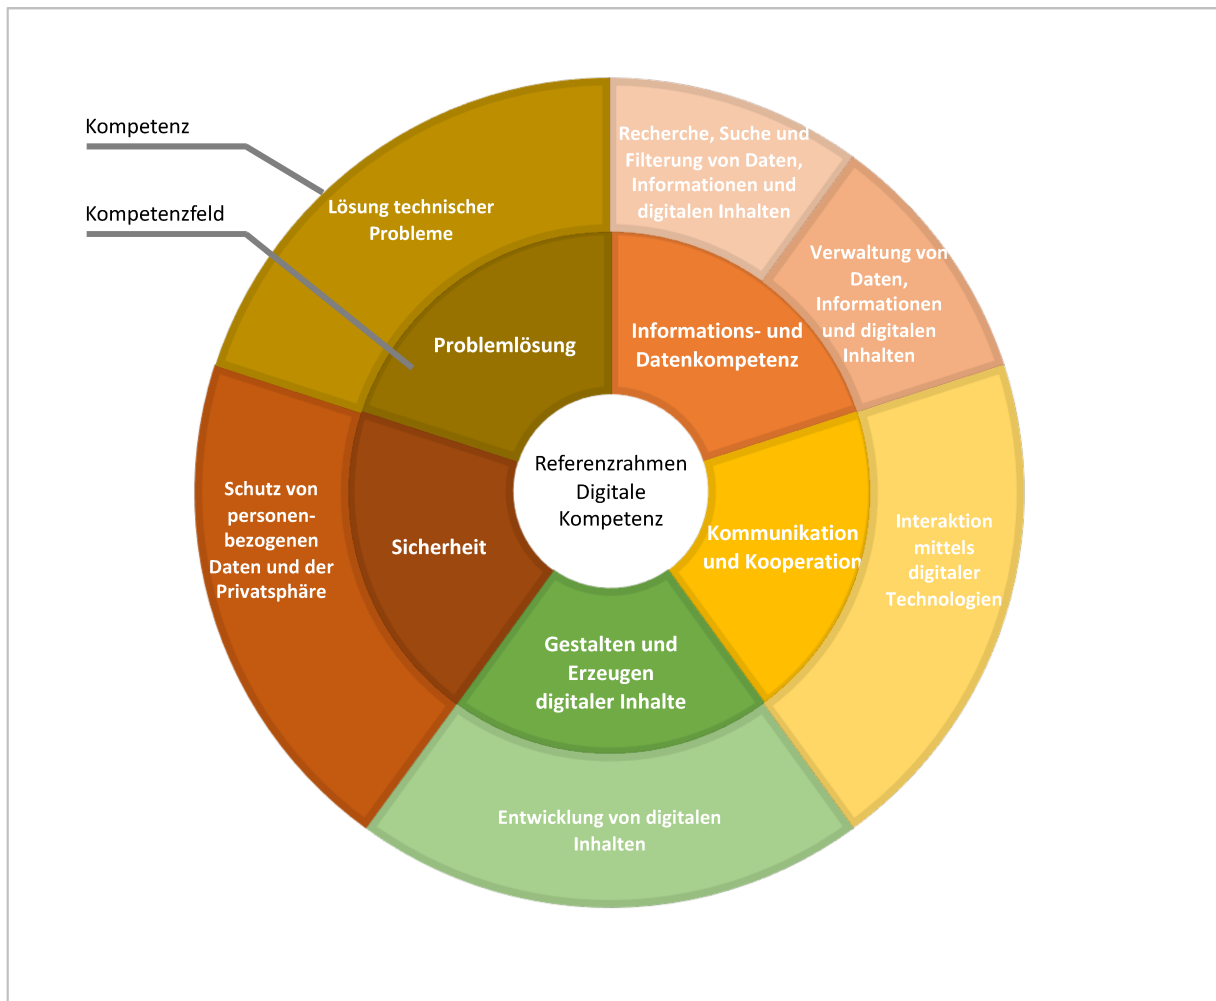 Kompetenz
Kompetenzfeld
Lösung technischer
Probleme
Recherche, Suche und
Filterung von Daten,
Informationen und
digitalen Inhalten
Verwaltung von
Daten,
Informationen
und digitalen
Inhalten
Problemlösung
Informations- und
Datenkompetenz
Referenzrahmen
Digitale
Kompetenz
Schutz von
personen-
bezogenen
Daten und der
Privatsphäre
Sicherheit
Kommunikation
und Kooperation
Interaktion
mittels
digitaler
Technologien
Gestalten und
Erzeugen
digitaler Inhalte
Entwicklung von digitalen
Inhalten